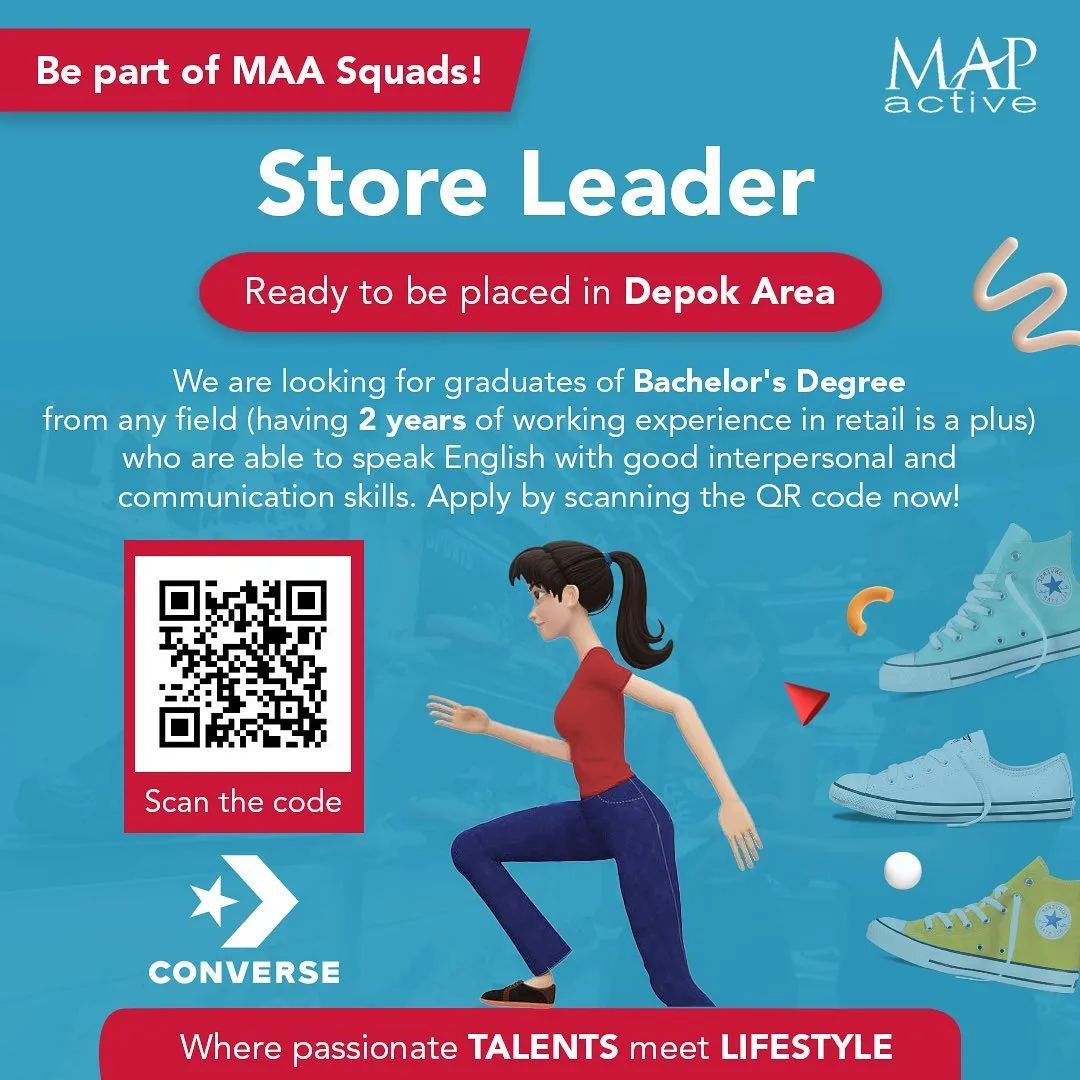 Be part of MAA Squads!
MAP
active
Store Leader
Ready to be placed in Depok Area
We are looking for graduates of Bachelor's Degree
from any field (having 2 years of working experience in retail is a plus)
who are able to speak English with good interpersonal and
communication skills. Apply by scanning the QR code now!
Scan the code
CONVERSE
Where passionate TALENTS meet LIFESTYLE